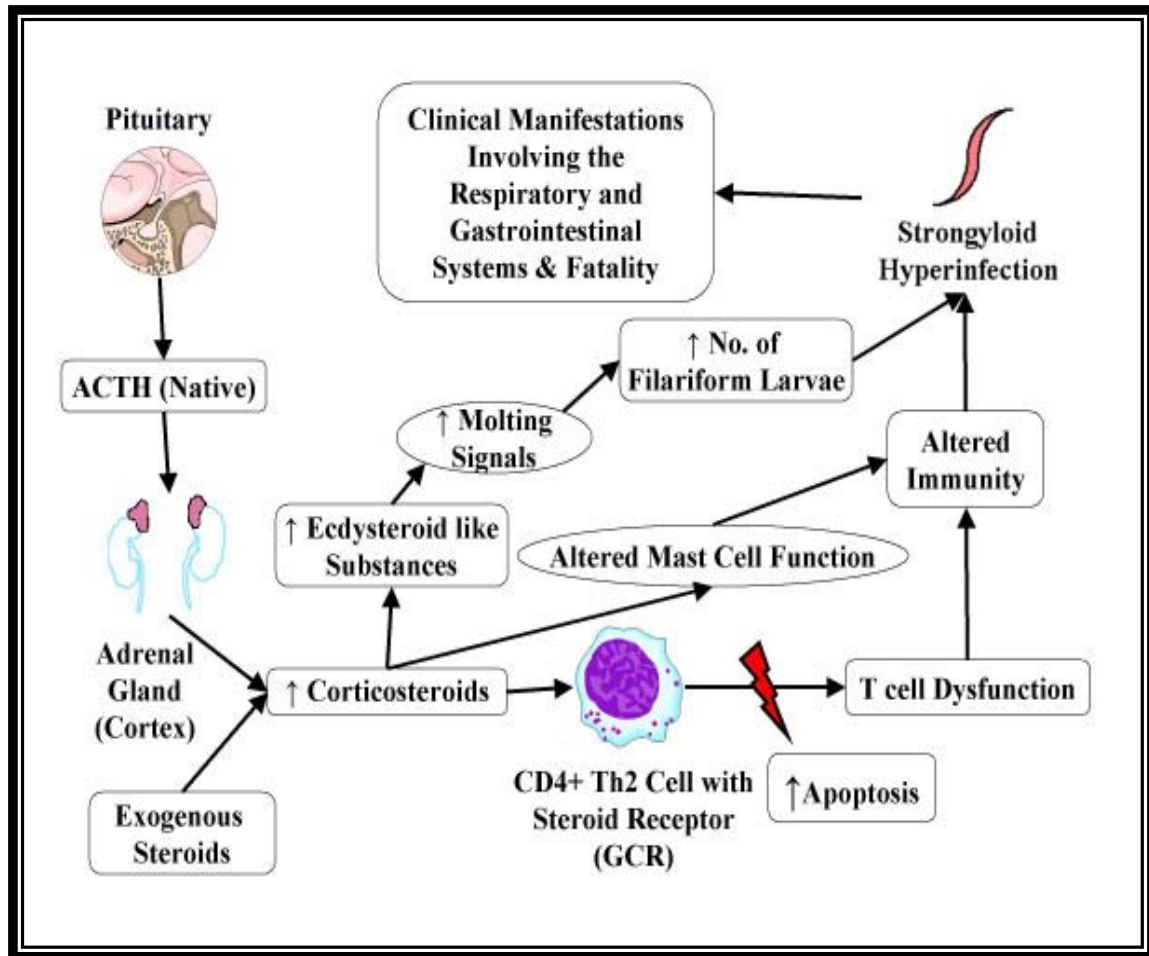 Pituitary
Clinical Manifestations
Involving the
Respiratory and
Gastrointestinal
Systems & Fatality
Strongyloid
Hyperinfection
ACTH (Native)
↑ No. of
Filariform Larvae
↑ Molting
Signals
Altered
Immunity
↑ Ecdysteroid like
Substances
Altered Mast Cell Function
Adrenal
Gland
(Cortex)
↑ Corticosteroids
T cell Dysfunction
CD4+ Th2 Cell with
Steroid Receptor
(GCR)
↑Apoptosis
Exogenous
Steroids